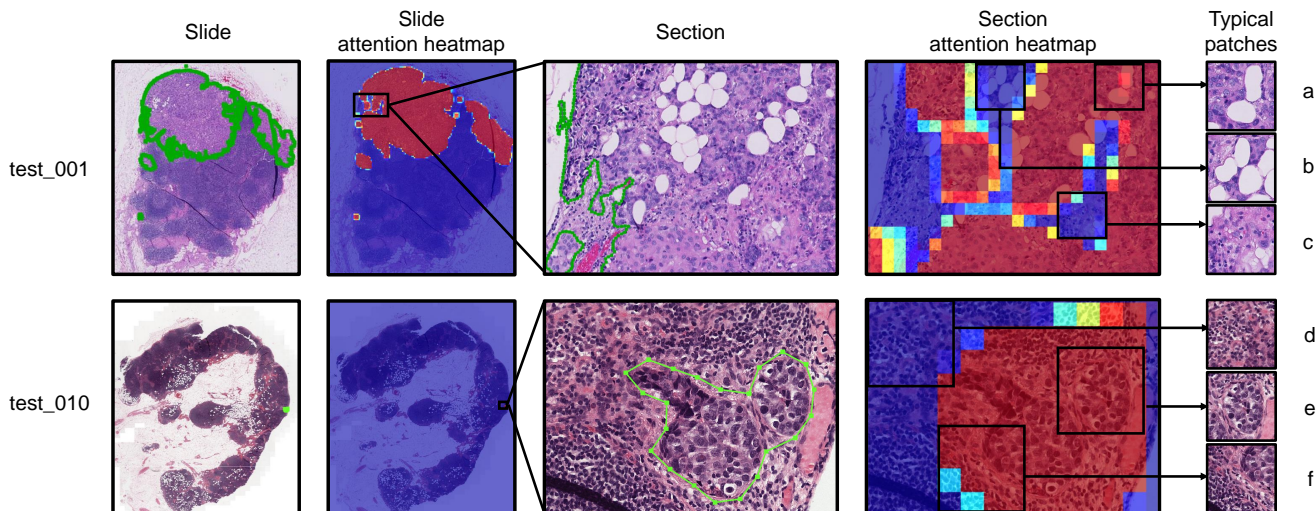 Slide
Slide
attention heatmap
Section
Section
attention heatmap
Typical
patches
test_001
a
b
c
test_010
d
e
f